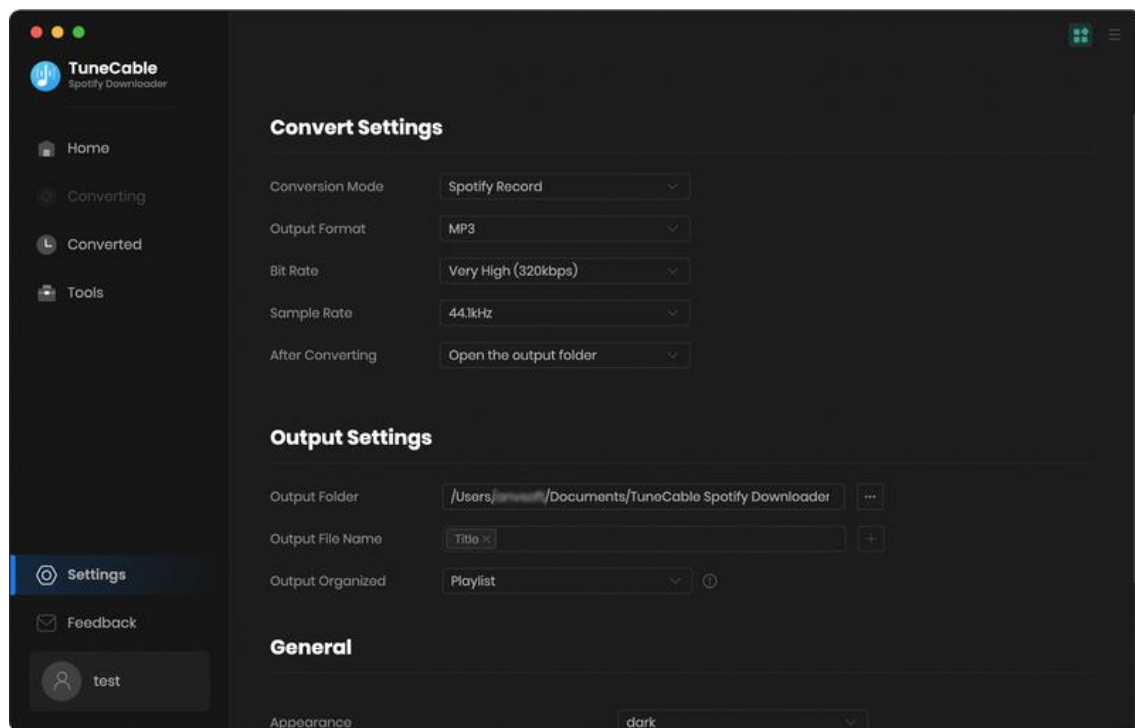 TuneCable
Spotify Downloader
Home
Converting
Converted
Tools
Settings
Feedback
test
Convert Settings
Conversion Mode Spotify Record
Output Format MP3
Bit Rate Very High (320kbps)
Sample Rate 44.1kHz
After Converting Open the output folder
Output Settings
Output Folder /Users/ /Documents/TuneCable Spotify Downloader ...
Output File Name Title × +
Output Organized Playlist
General
Appearance dark